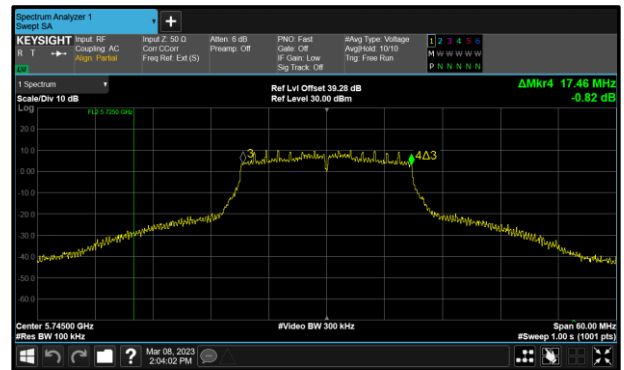 Spectrum Analyzer 1
Swept SA
+
KEYSIGHT Input: RF
R T Coupling: AC
Align: Partial
Input Z: 50 Ω
Corr CCorr
Freq Ref: Ext (S)
Atten: 6 dB
Preamp: Off
PNO: Fast
Gate: Off
IF Gain: Low
Sig Track: Off
#Avg Type: Voltage
Avg|Hold: 10/10
Trig: Free Run
1 2 3 4 5 6
M W W W W W
P N N N N N
1 Spectrum
Scale/Div 10 dB
Log
Ref Lvl Offset 39.28 dB
Ref Level 30.00 dBm
ΔMkr4 17.46 MHz
-0.82 dB
20.0
10.0
0.00
-10.0
-20.0
-30.0
-40.0
-50.0
-60.0
3
4Δ3
Center 5.74500 GHz
#Res BW 100 kHz
#Video BW 300 kHz
Span 60.00 MHz
#Sweep 1.00 s (1001 pts)
?
Mar 08, 2023
2:04:02 PM